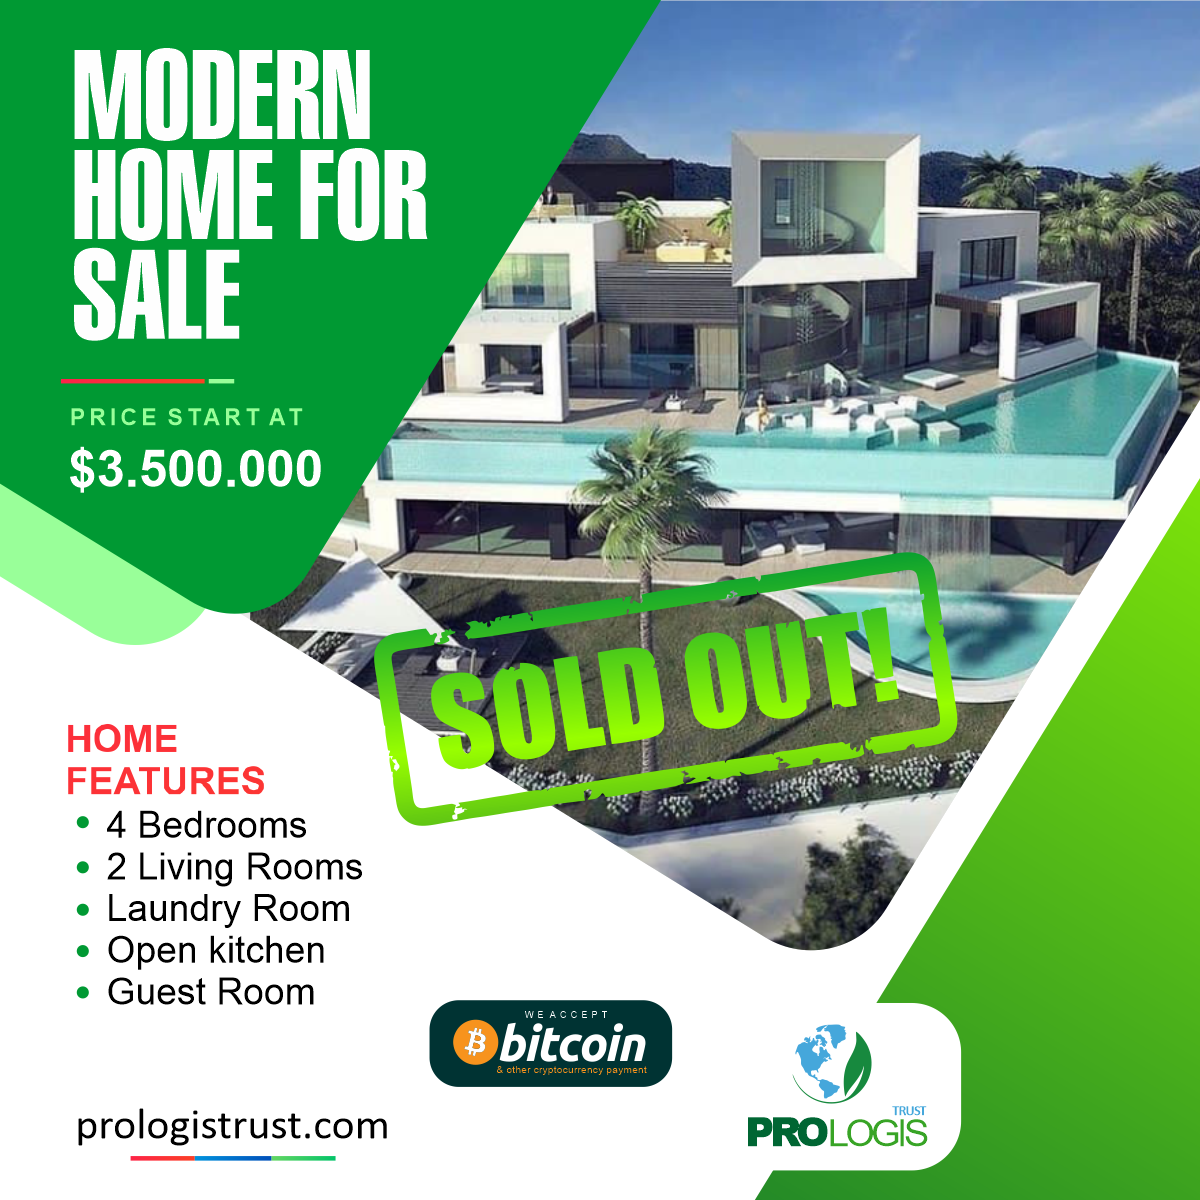 MODERN
HOME FOR
SALE
PRICE START AT
$3.500.000
SOLD OUT!
HOME
FEATURES
4 Bedrooms
2 Living Rooms
Laundry Room
Open kitchen
Guest Room
WE ACCEPT
bitcoin
& other cryptocurrency payment
TRUST
PROLOGIS
prologistrust.com